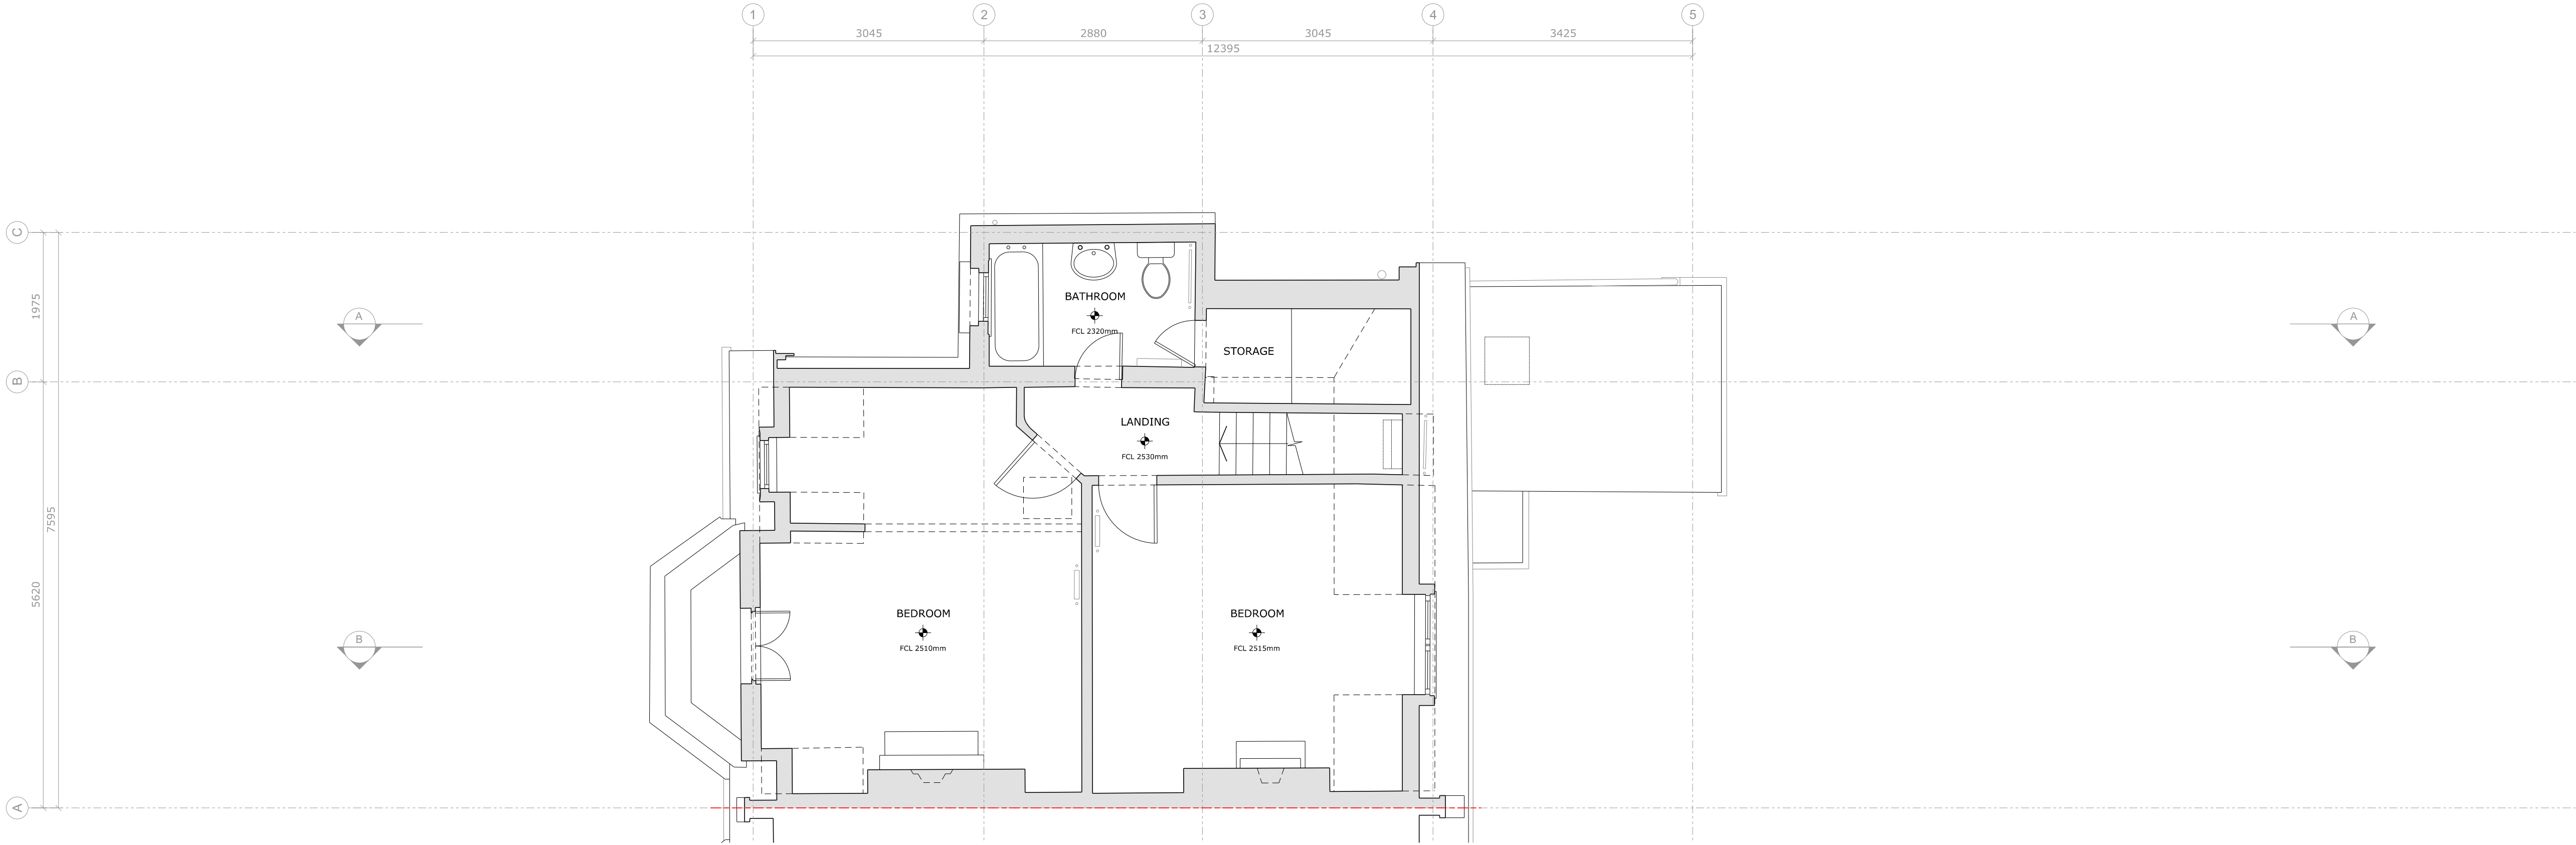 1
2
3
4
5
3045
2880
3045
3425
12395
C
B
A
1975
7595
5620
A
A
B
B
BATHROOM
FCL 2320mm
STORAGE
LANDING
FCL 2530mm
BEDROOM
FCL 2510mm
BEDROOM
FCL 2515mm